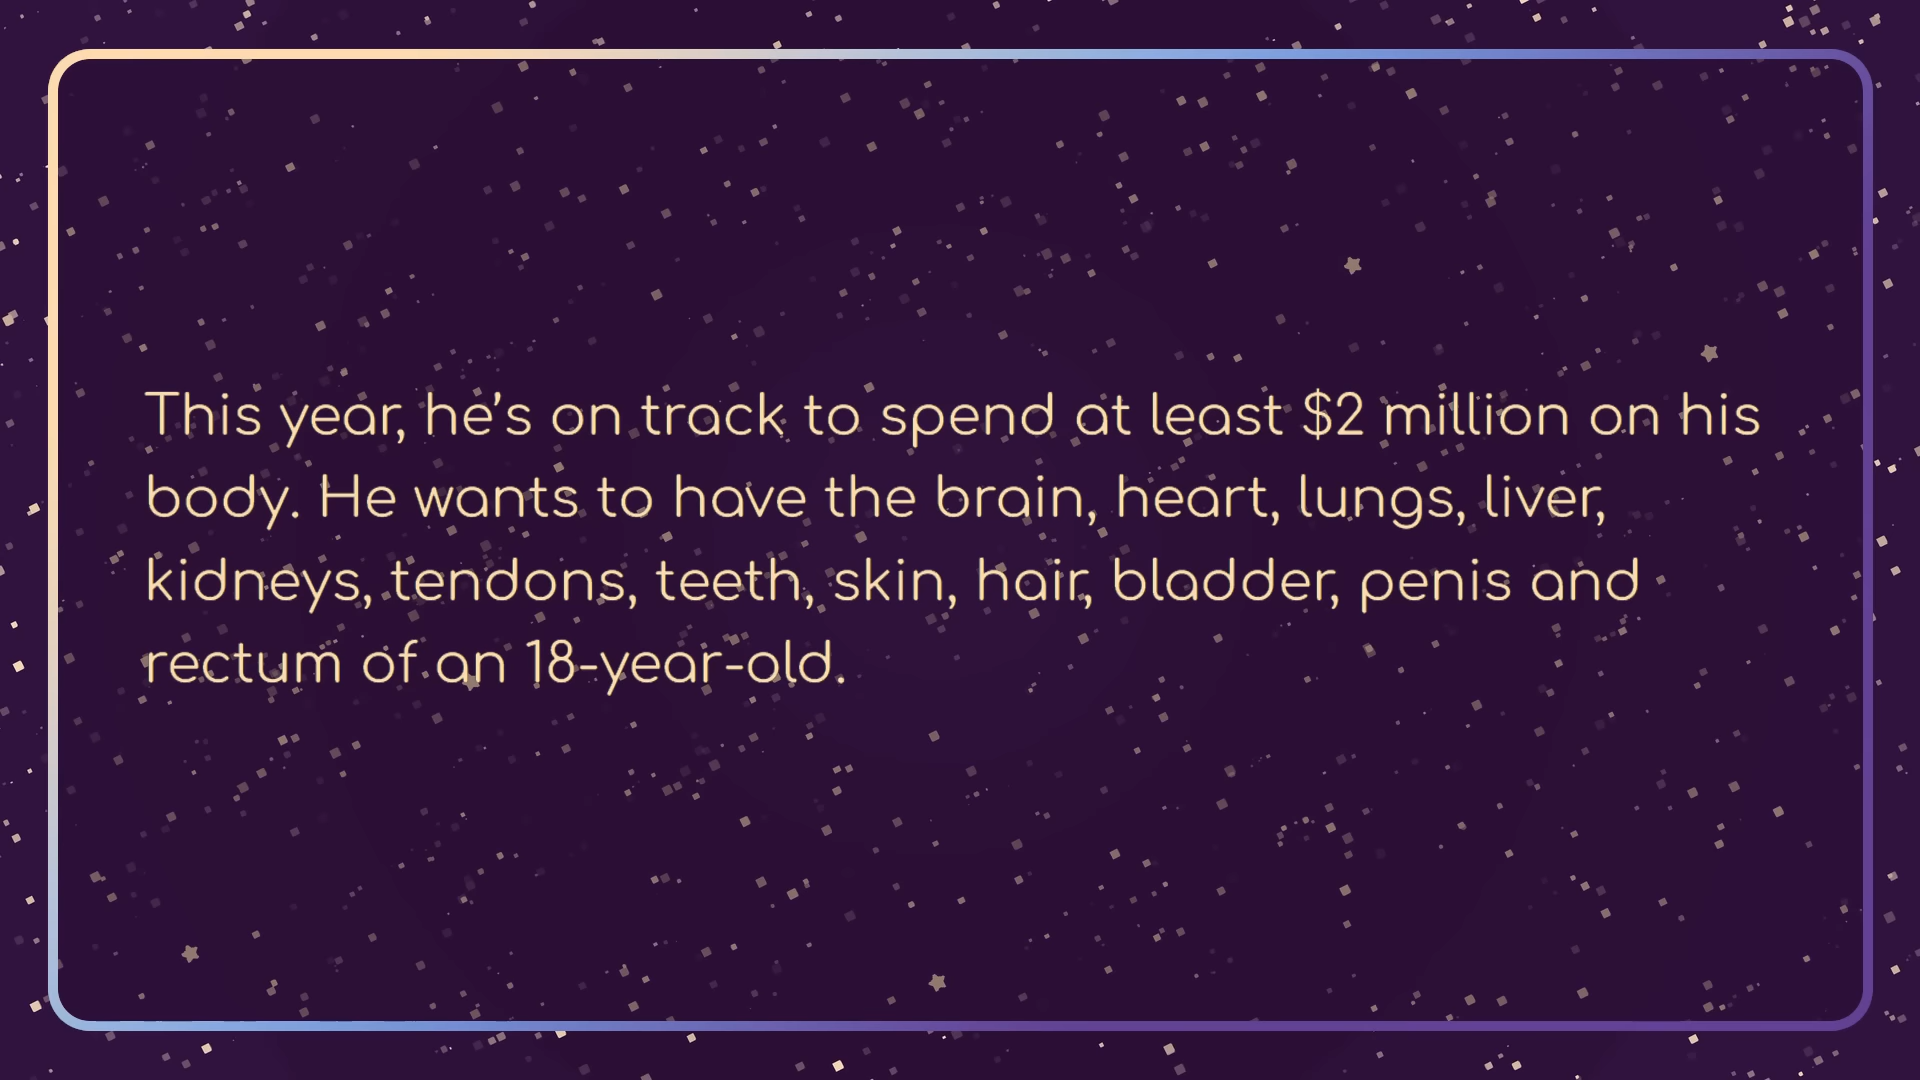 This year, he’s on track to spend at least $2 million on his
body. He wants to have the brain, heart, lungs, liver,
kidneys, tendons, teeth, skin, hair, bladder, penis and
rectum of an 18-year-old.